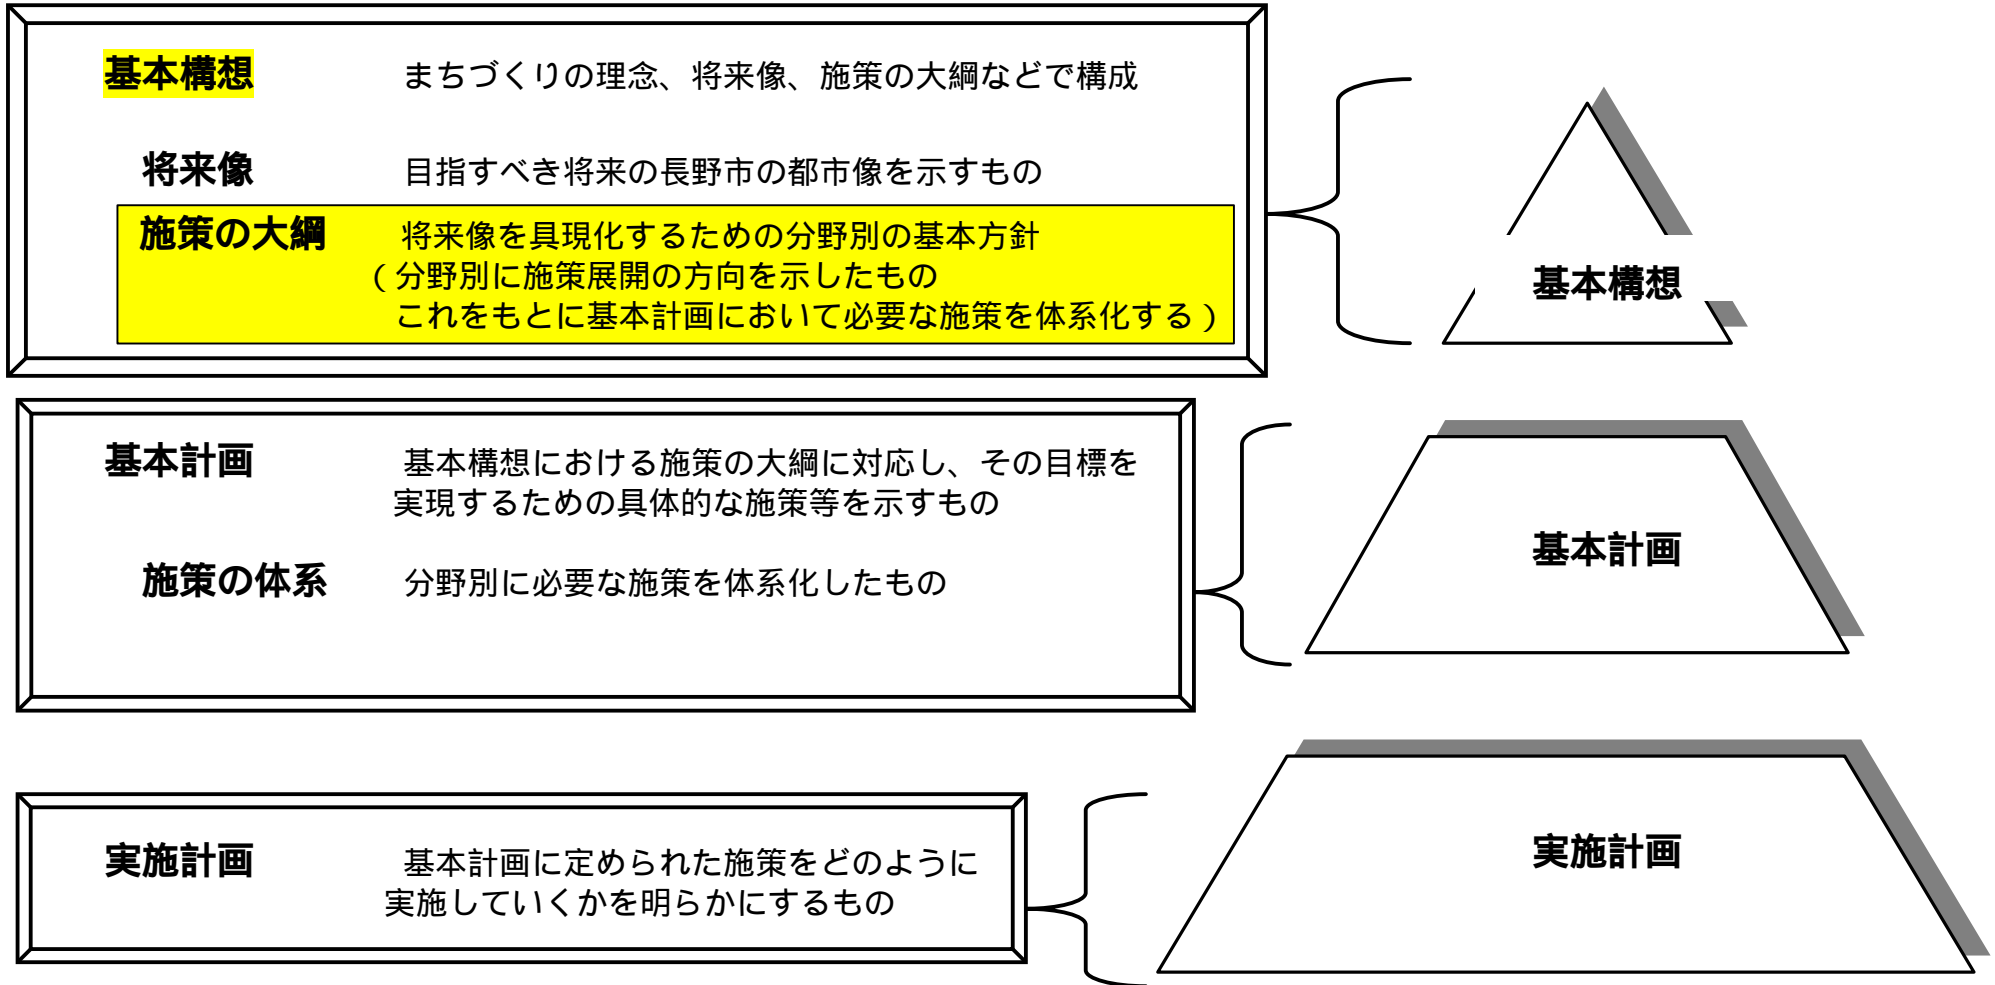 基本構想 まちづくりの理念、将来像、施策の大綱などで構成
将来像 目指すべき将来の長野市の都市像を示すもの
施策の大綱 将来像を具現化するための分野別の基本方針
(分野別に施策展開の方向を示したもの
これをもとに基本計画において必要な施策を体系化する)
基本構想
基本計画 基本構想における施策の大綱に対応し、その目標を
実現するための具体的な施策等を示すもの
施策の体系 分野別に必要な施策を体系化したもの
基本計画
実施計画 基本計画に定められた施策をどのように
実施していくかを明らかにするもの
実施計画